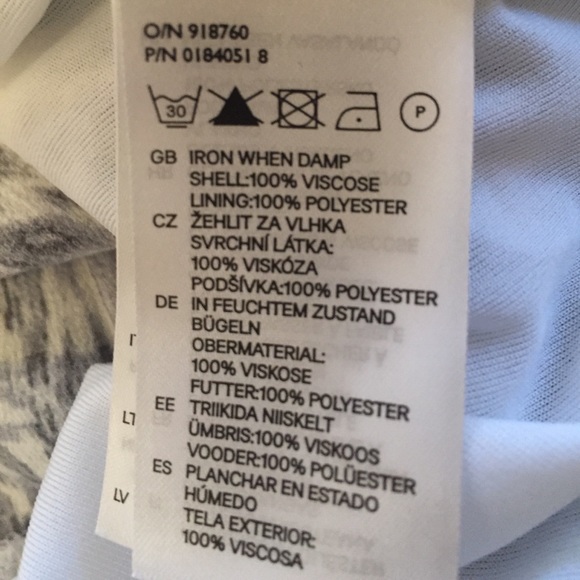 O/N 918760
P/N 0184051 8
30 P
GB IRON WHEN DAMP
SHELL:100% VISCOSE
LINING:100% POLYESTER
CZ ŽEHLIT ZA VLHKA
SVRCHNÍ LÁTKA:
100% VISKÓZA
PODŠÍVKA:100% POLYESTER
DE IN FEUCHTEM ZUSTAND
BÜGELN
OBERMATERIAL:
100% VISKOSE
FUTTER:100% POLYESTER
EE TRIIKIDA NIISKELT
ÜMBRIS:100% VISKOOS
VOODER:100% POLÜESTER
ES PLANCHAR EN ESTADO
HÚMEDO
TELA EXTERIOR:
100% VISCOSA
LT
LV